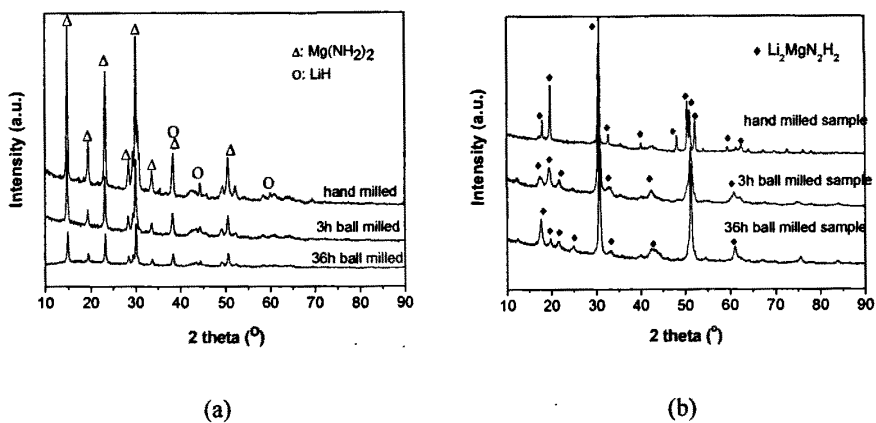 Δ: Mg(NH₂)₂
O: LiH
O
O
O
hand milled
3h ball milled
36h ball milled
Intensity (a.u.)
10 20 30 40 50 60 70 80 90
2 theta (O)
(a)
♦ Li₂MgN₂H₂
hand milled sample
3h ball milled sample
36h ball milled sample
Intensity (a.u.)
10 20 30 40 50 60 70 80 90
2 theta (°)
(b)